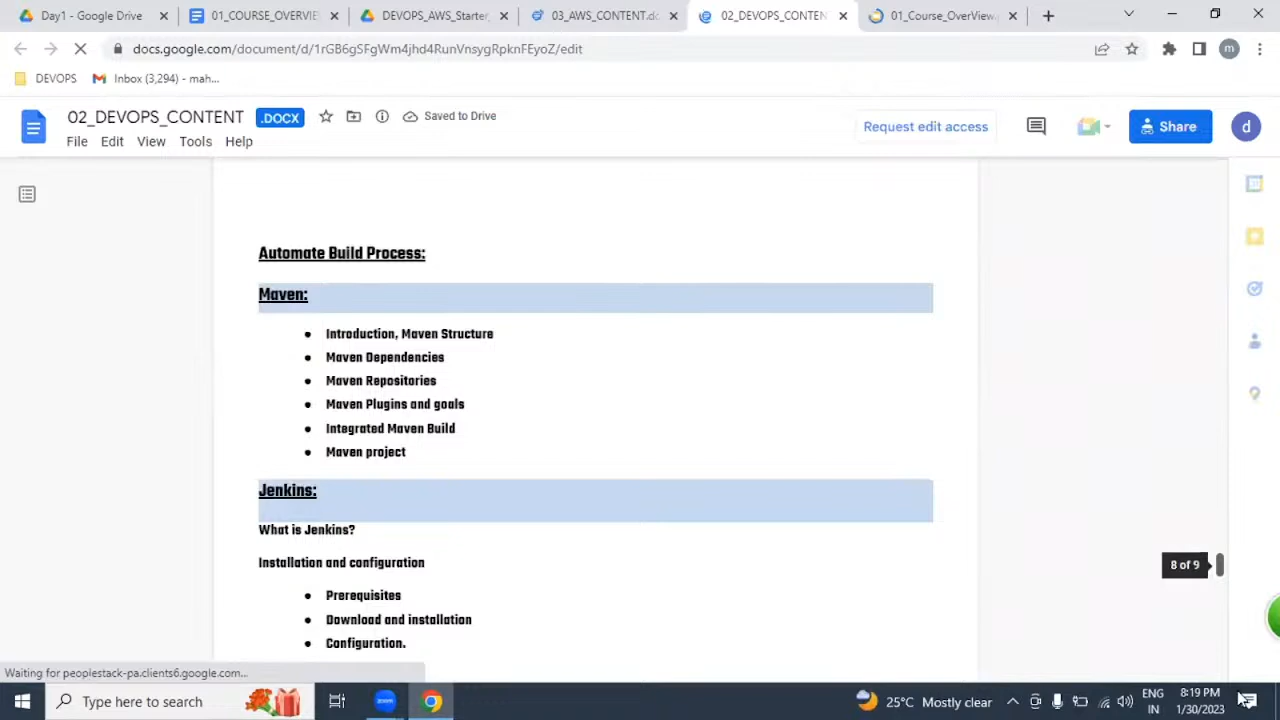 Day1 - Google Drive
01_COURSE_OVERVIE
DEVOPS_AWS_Starter_
03_AWS_CONTENT.do
02_DEVOPS_CONTEN
01_Course_OverView
docs.google.com/document/d/1rGB6gSFgWm4jhd4RunVnsygRpknFEyoZ/edit
m
DEVOPS
Inbox (3,294) - mah...
02_DEVOPS_CONTENT
.DOCX
Saved to Drive
Request edit access
Share
d
File Edit View Tools Help
Automate Build Process:
Maven:
● Introduction, Maven Structure
● Maven Dependencies
● Maven Repositories
● Maven Plugins and goals
● Integrated Maven Build
● Maven project
Jenkins:
What is Jenkins?
Installation and configuration
● Prerequisites
● Download and installation
● Configuration.
8 of 9
Waiting for peoplestack-pa.clients6.google.com...
Type here to search
zoom
25°C Mostly clear
ENG
IN
8:19 PM
1/30/2023